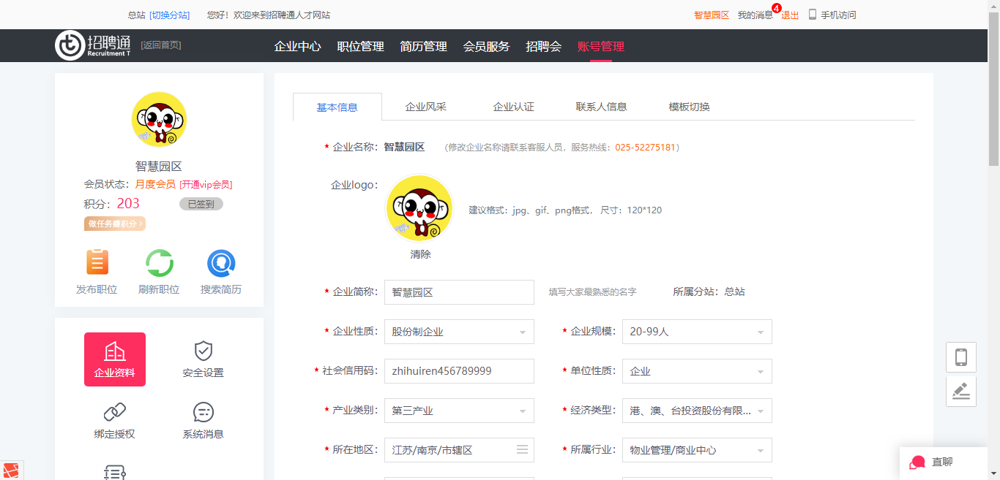 总站 [切换分站] 您好！欢迎来到招聘通人才网站 智慧园区 我的消息 4 退出 手机访问
招聘通 Recruitment T [返回首页] 企业中心 职位管理 简历管理 会员服务 招聘会 账号管理
智慧园区
会员状态：月度会员 [开通vip会员]
积分：203 已签到
做任务赚积分 >
发布职位 刷新职位 搜索简历
企业资料 安全设置
绑定授权 系统消息
基本信息 企业风采 企业认证 联系人信息 模板切换
* 企业名称：智慧园区 （修改企业名称请联系客服人员，服务热线：025-52275181）
企业logo：
建议格式：jpg、gif、png格式， 尺寸：120*120
清除
* 企业简称： 智慧园区 填写大家最熟悉的名字 所属分站：总站
* 企业性质： 股份制企业 * 企业规模： 20-99人
* 社会信用码： zhihuiren456789999 * 单位性质： 企业
* 产业类别： 第三产业 * 经济类型： 港、澳、台投资股份有限...
* 所在地区： 江苏/南京/市辖区 * 所属行业： 物业管理/商业中心
直聊